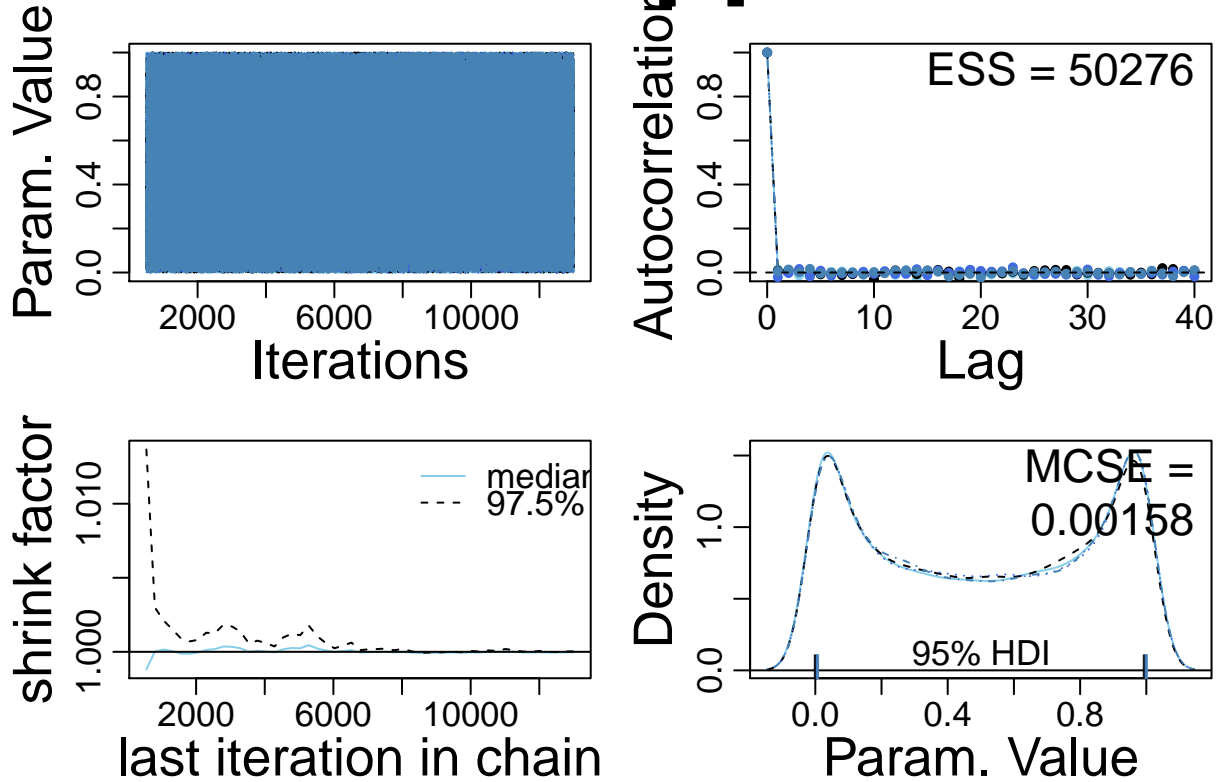 Param. Value
0.0 0.4 0.8
2000 6000 10000
Iterations
Autocorrelation
0.0 0.4 0.8
ESS = 50276
0 10 20 30 40
Lag
shrink factor
1.000 1.010
median
97.5%
2000 6000 10000
last iteration in chain
Density
0.0 1.0
MCSE =
0.00158
95% HDI
0.0 0.4 0.8
Param. Value